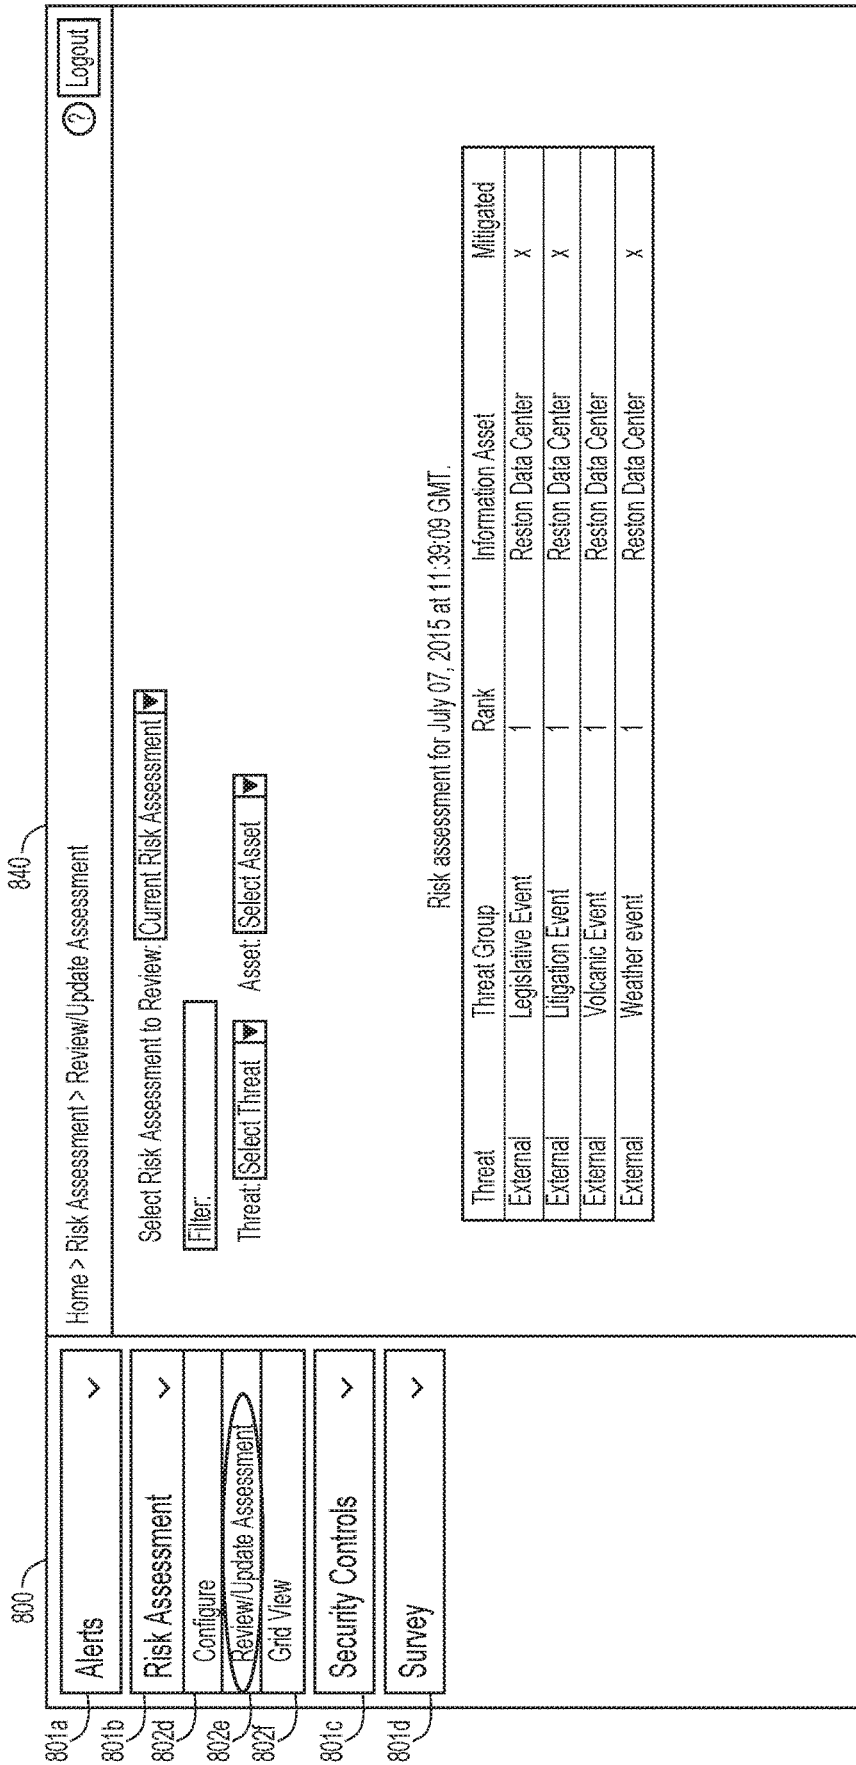 800
840
801a
Alerts
801b
Risk Assessment
802d
Configure
802e
Review/Update Assessment
802f
Grid View
801c
Security Controls
801d
Survey
Home > Risk Assessment > Review/Update Assessment
? Logout
Select Risk Assessment to Review: Current Risk Assessment
Filter:
Threat: Select Threat Asset: Select Asset
Risk assessment for July 07, 2015 at 11:39:09 GMT.
Threat Threat Group Rank Information Asset Mitigated
External Legislative Event 1 Reston Data Center x
External Litigation Event 1 Reston Data Center x
External Volcanic Event 1 Reston Data Center
External Weather event 1 Reston Data Center x